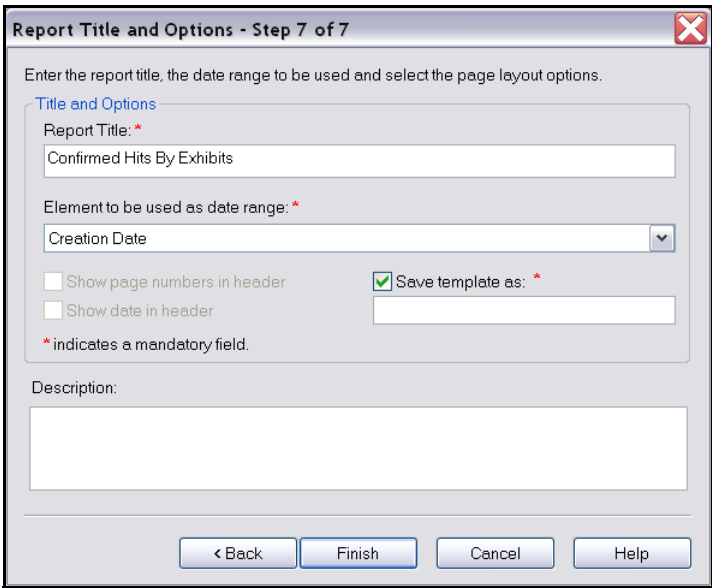 Report Title and Options - Step 7 of 7
Enter the report title, the date range to be used and select the page layout options.
Title and Options
Report Title: *
Confirmed Hits By Exhibits
Element to be used as date range: *
Creation Date
Show page numbers in header
Save template as: *
Show date in header
* indicates a mandatory field.
Description:
< Back Finish Cancel Help